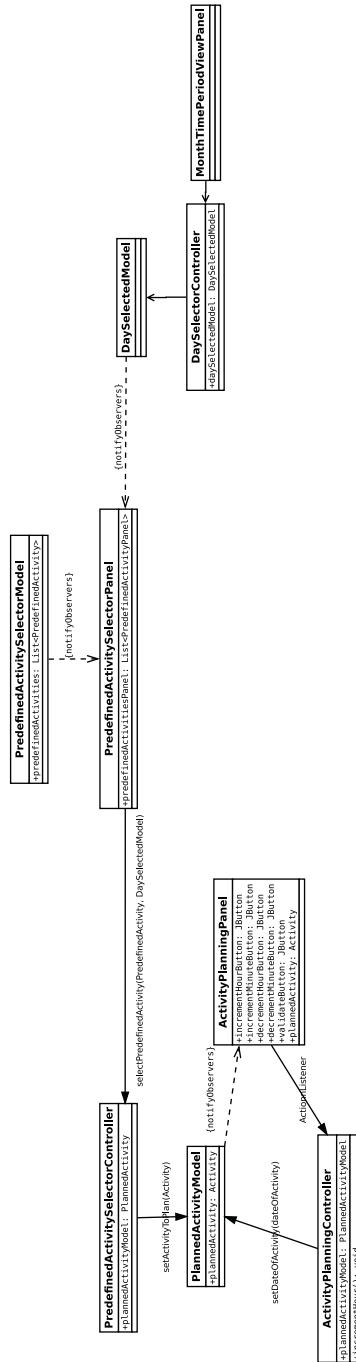 MonthTimePeriodViewPanel
DaySelectorController
+daySelectedModel: DaySelectedModel
DaySelectedModel
{notifyObservers}
PredefinedActivitySelectorModel
+predefinedActivities: List<PredefinedActivity>
{notifyObservers}
PredefinedActivitySelectorPanel
+predefinedActivitiesPanel: List<PredefinedActivityPanel>
selectPredefinedActivity(PredefinedActivity, DaySelectedModel)
PredefinedActivitySelectorController
+plannedActivityModel: PlannedActivity
setActivityToPlan(Activity)
PlannedActivityModel
+plannedActivity: Activity
{notifyObservers}
ActivityPlanningPanel
+incrementHourButton: JButton
+incrementMinuteButton: JButton
+decrementHourButton: JButton
+decrementMinuteButton: JButton
+validateButton: JButton
+plannedActivity: Activity
ActionListener
setDateOfActivity(dateOfActivity)
ActivityPlanningController
+plannedActivityModel: PlannedActivityModel